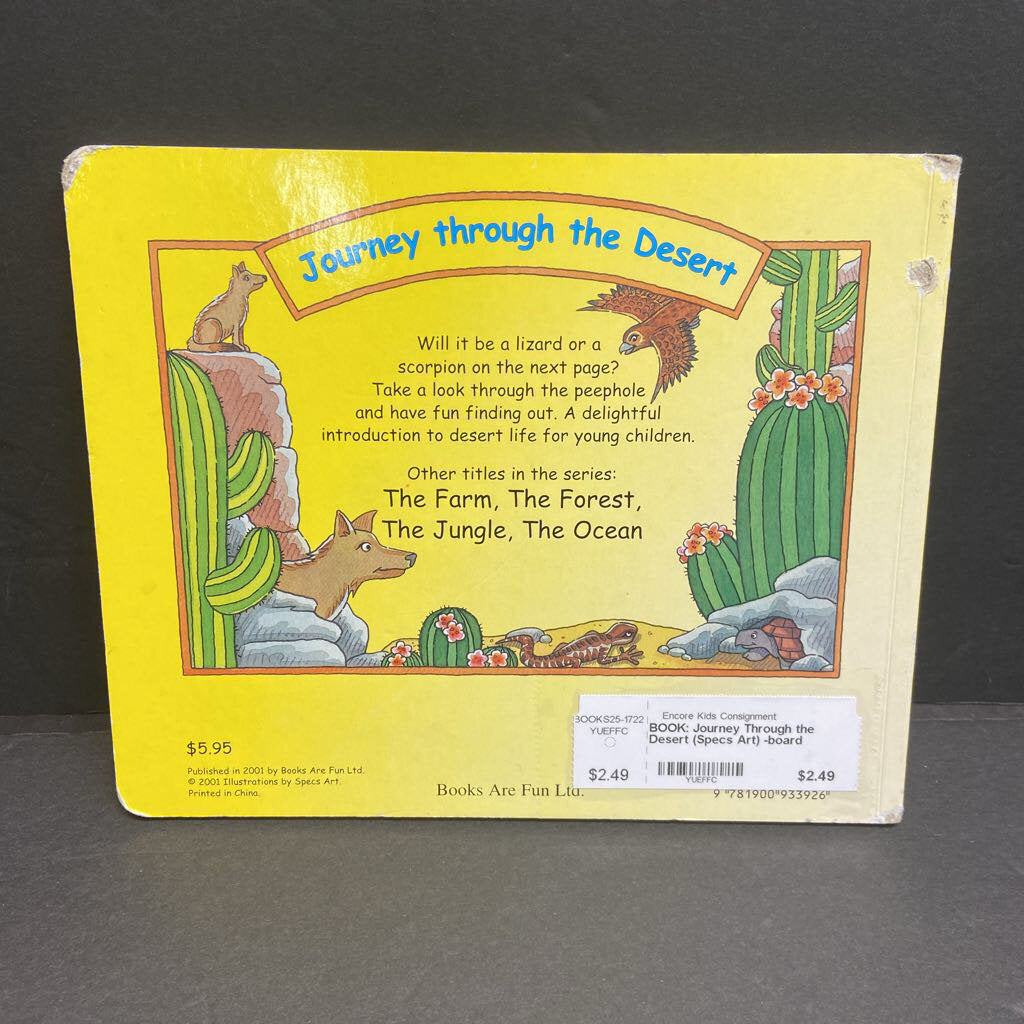 Journey through the Desert
Will it be a lizard or a
scorpion on the next page?
Take a look through the peephole
and have fun finding out. A delightful
introduction to desert life for young children.
Other titles in the series:
The Farm, The Forest,
The Jungle, The Ocean
$5.95
Published in 2001 by Books Are Fun Ltd.
© 2001 Illustrations by Specs Art.
Printed in China.
Books Are Fun Ltd.
BOOKS25-1722
YUEFFC
$2.49
Encore Kids Consignment
BOOK: Journey Through the
Desert (Specs Art) -board
YUEFFC
$2.49
9 "781900"933926"